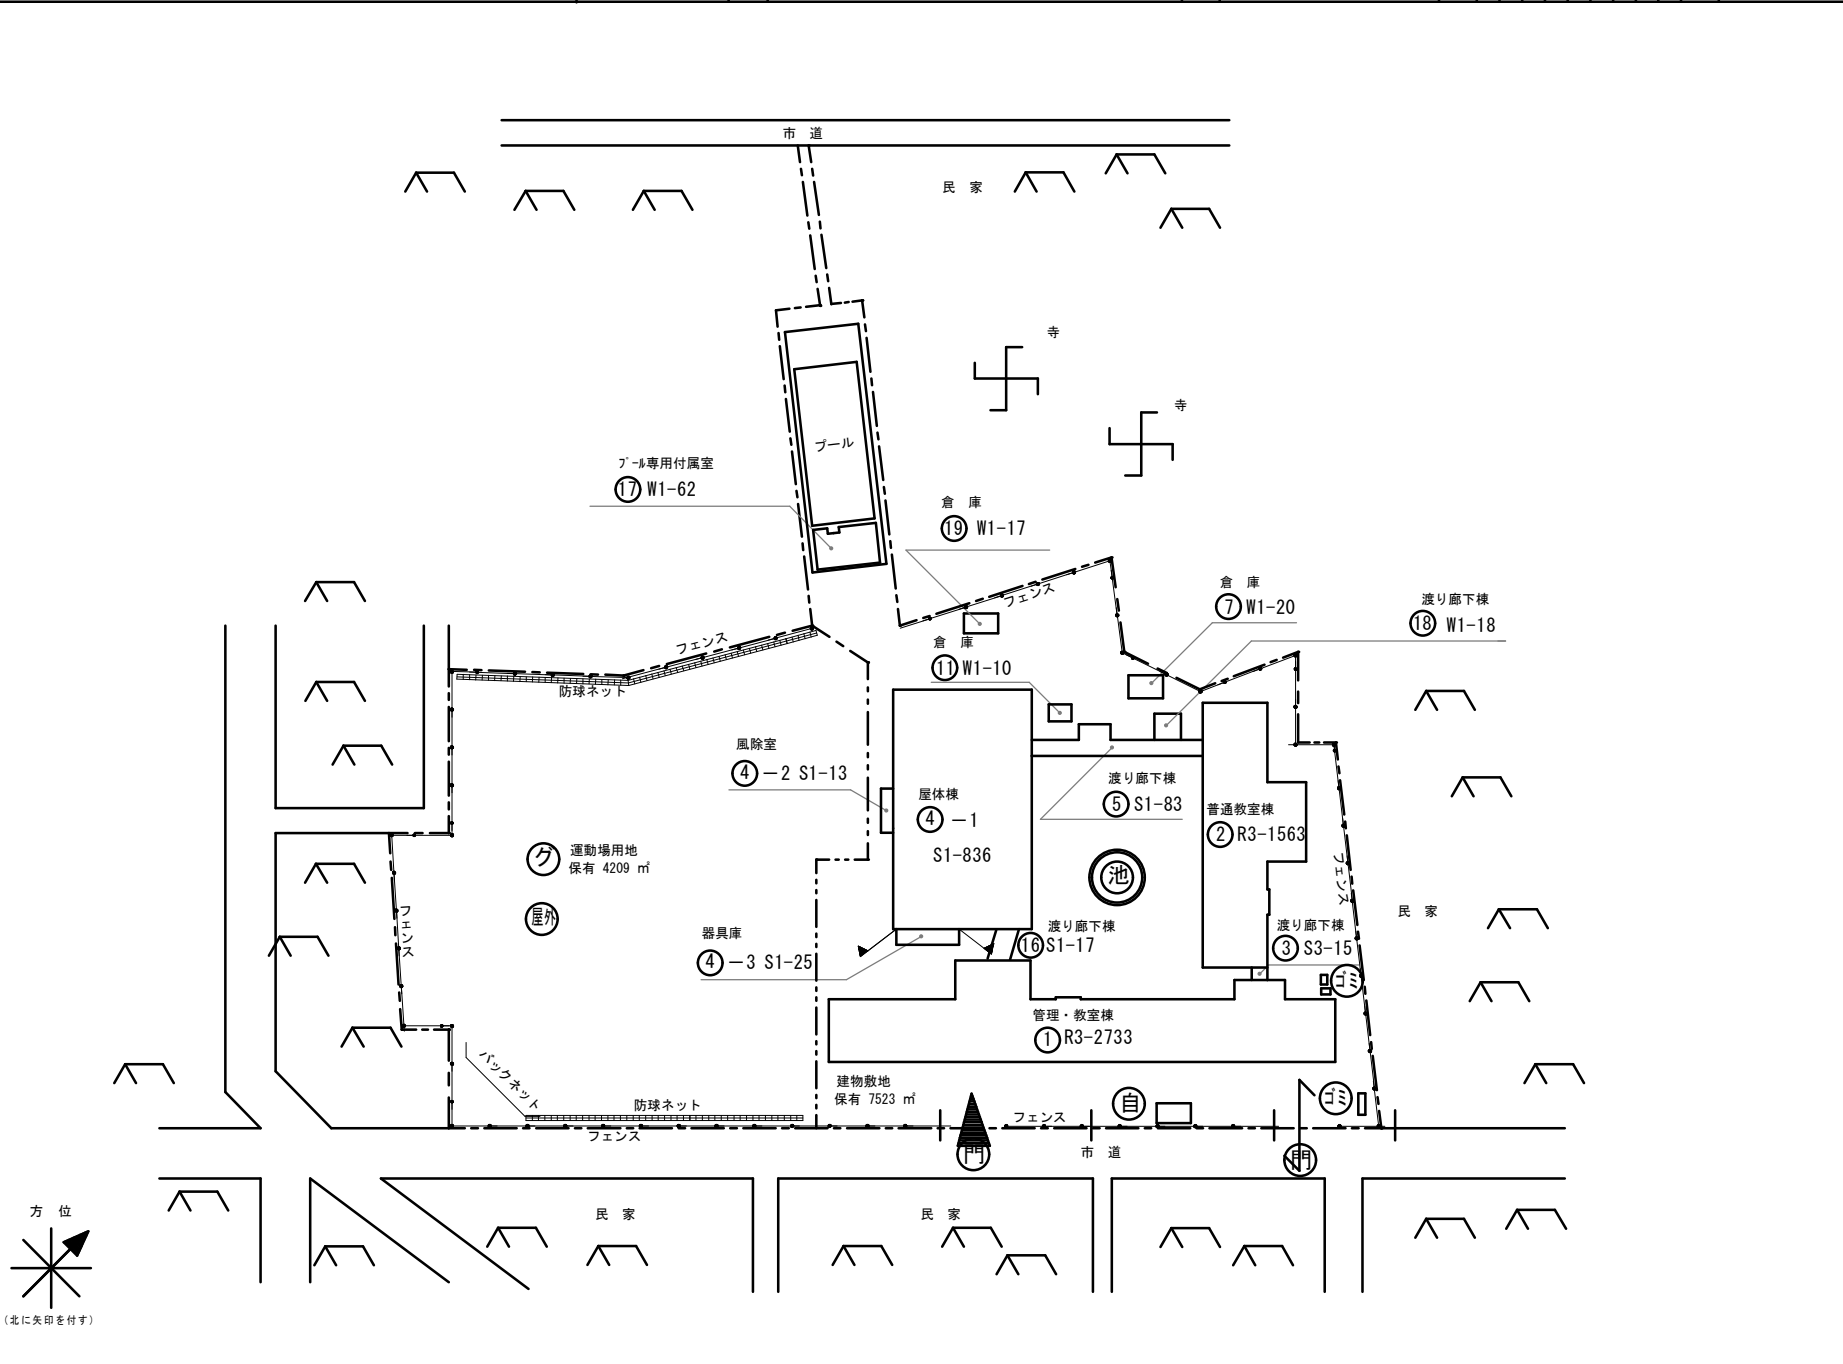 市 道
民 家
寺
寺
プール
プール専用付属室
⑰ W1-62
倉 庫
⑲ W1-17
フェンス
倉 庫
⑦ W1-20
渡り廊下棟
⑱ W1-18
フェンス
倉 庫
⑪ W1-10
防球ネット
風除室
④-2 S1-13
屋体棟
④-1
S1-836
渡り廊下棟
⑤ S1-83
普通教室棟
② R3-1563
グ 運動場用地
保有 4209 ㎡
屋外
池
フェンス
フェンス
民 家
器具庫
④-3 S1-25
渡り廊下棟
⑯ S1-17
渡り廊下棟
③ S3-15
ゴミ
管理・教室棟
① R3-2733
バックネット
防球ネット
フェンス
建物敷地
保有 7523 ㎡
門
フェンス
自
ゴミ
市 道
門
民 家
民 家
方 位
(北に矢印を付す)